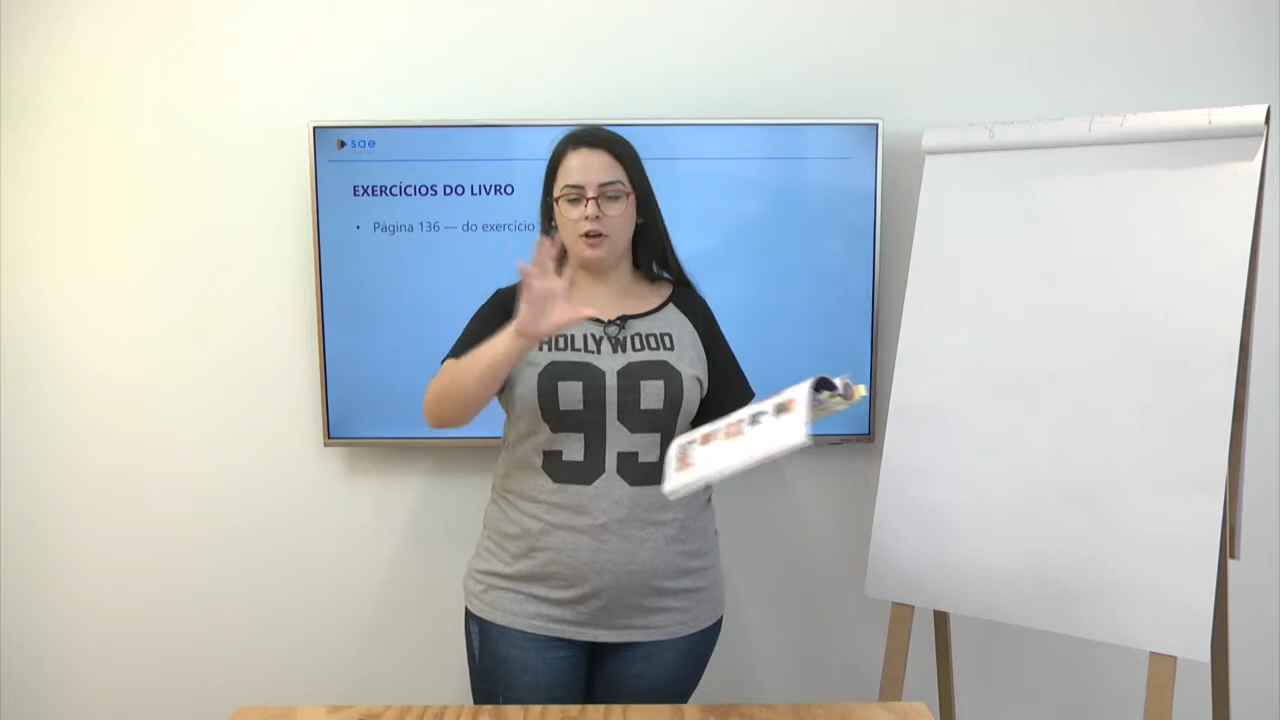 sae
EXERCÍCIOS DO LIVRO
• Página 136 — do exercício
HOLLYWOOD
99